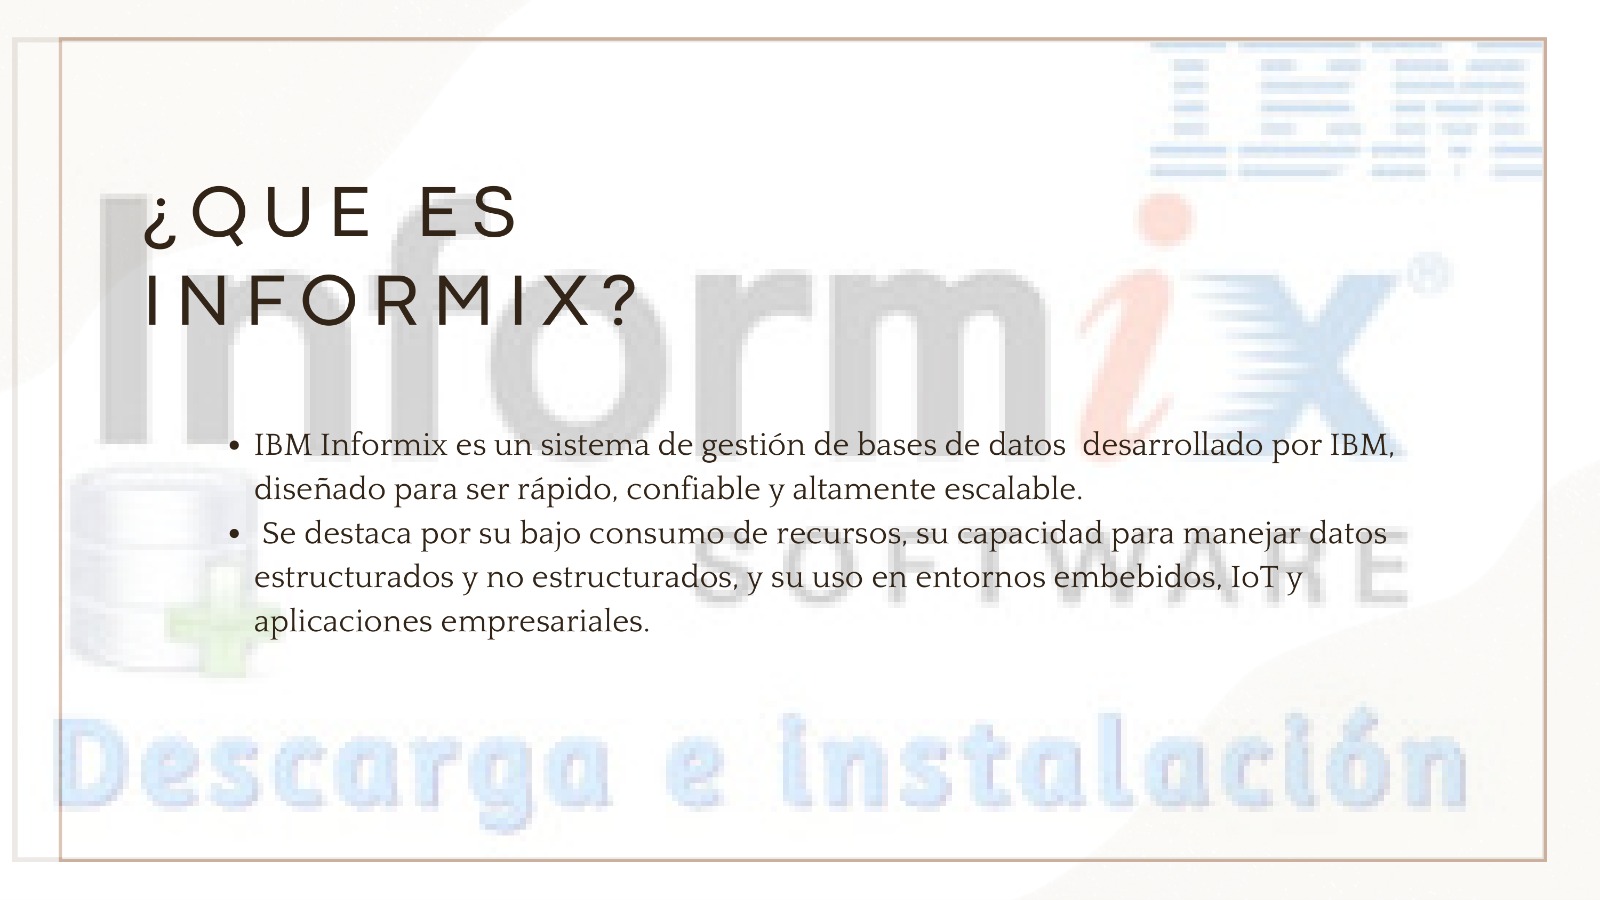 IBM
¿QUE ES
INFORMIX?
Informix®
• IBM Informix es un sistema de gestión de bases de datos  desarrollado por IBM,
diseñado para ser rápido, confiable y altamente escalable.
•  Se destaca por su bajo consumo de recursos, su capacidad para manejar datos
estructurados y no estructurados, y su uso en entornos embebidos, IoT y
aplicaciones empresariales.
SOFTWARE
Descarga e instalación